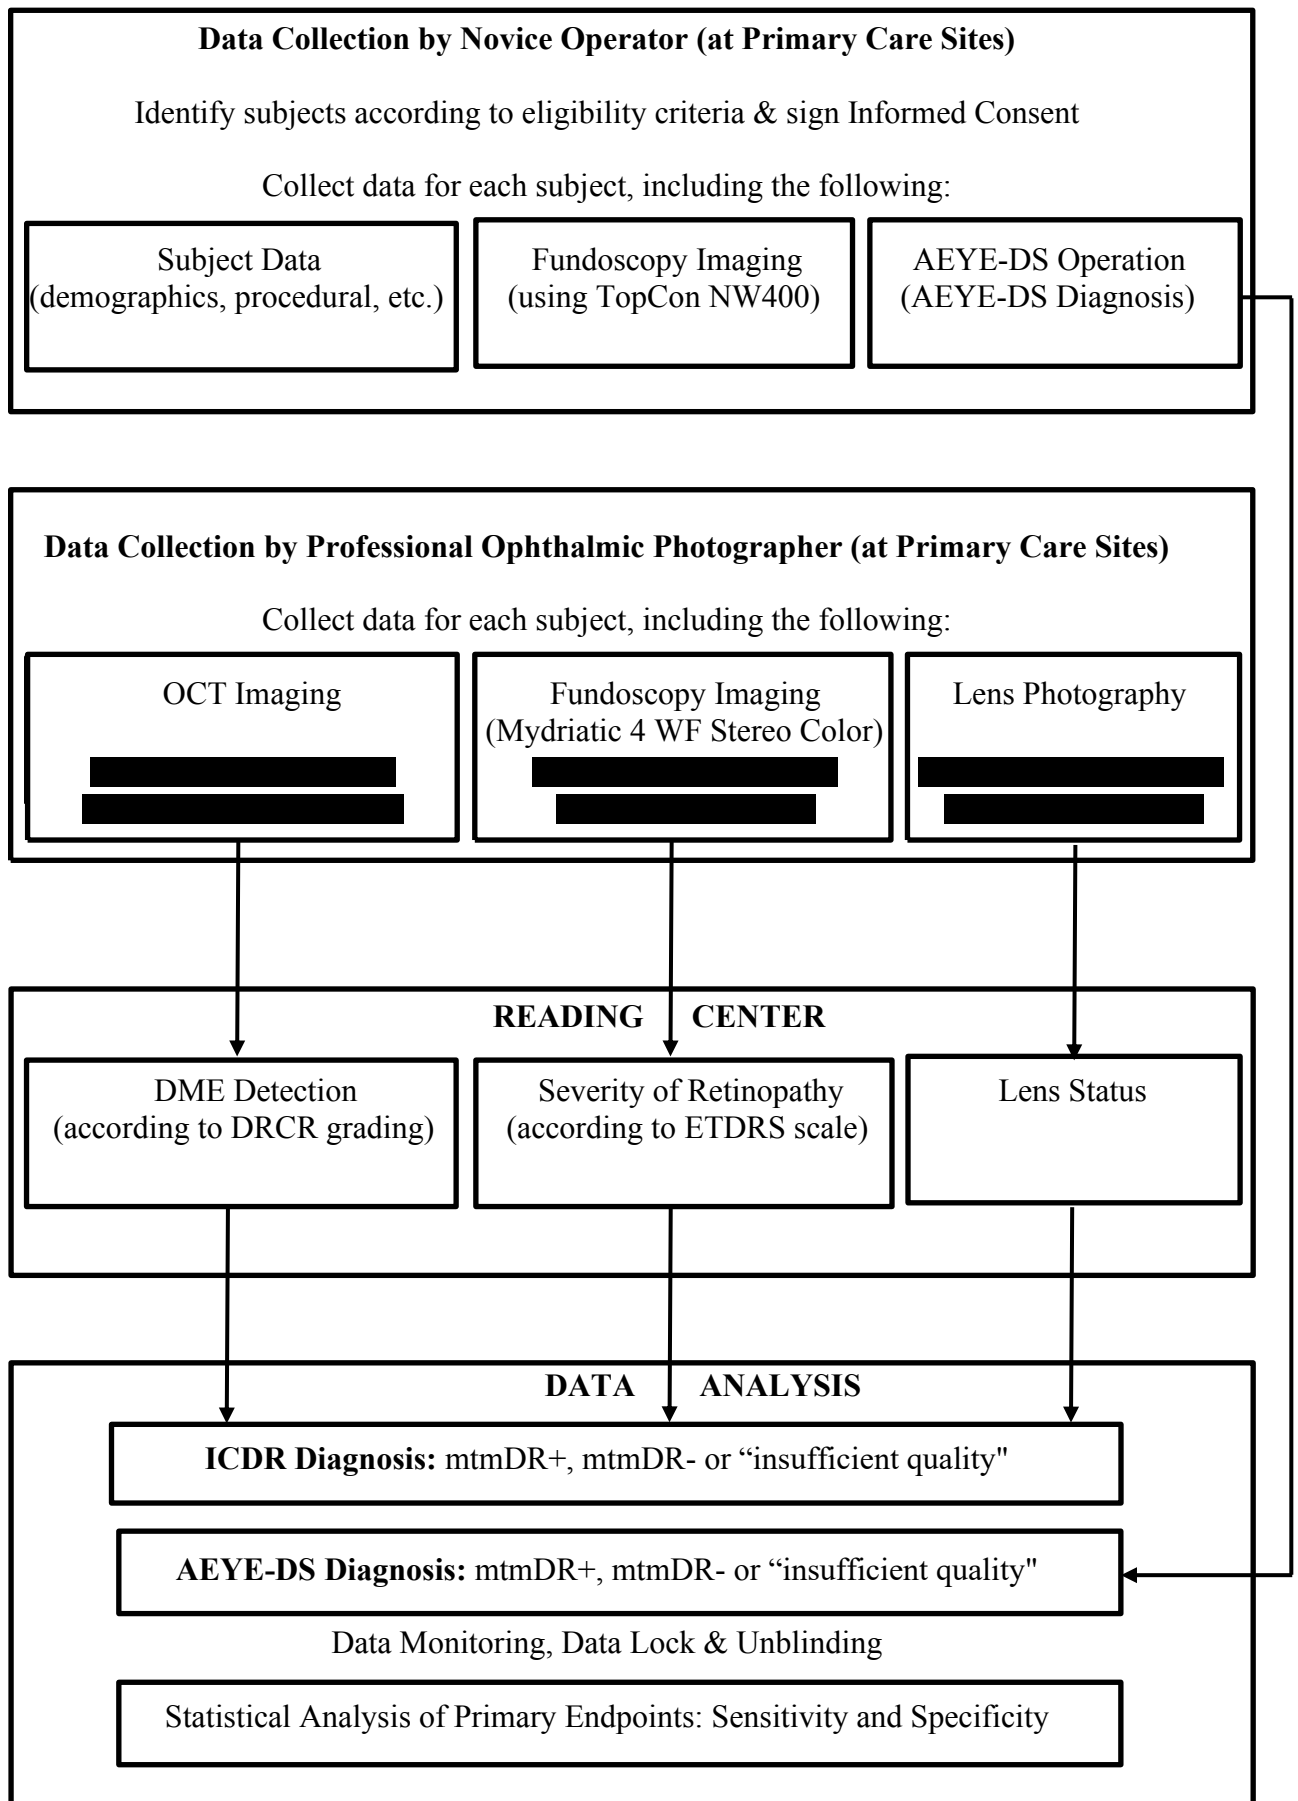 Data Collection by Novice Operator (at Primary Care Sites)
Identify subjects according to eligibility criteria & sign Informed Consent
Collect data for each subject, including the following:
Subject Data
(demographics, procedural, etc.)
Fundoscopy Imaging
(using TopCon NW400)
AEYE-DS Operation
(AEYE-DS Diagnosis)
Data Collection by Professional Ophthalmic Photographer (at Primary Care Sites)
Collect data for each subject, including the following:
OCT Imaging
Fundoscopy Imaging
(Mydriatic 4 WF Stereo Color)
Lens Photography
READING CENTER
DME Detection
(according to DRCR grading)
Severity of Retinopathy
(according to ETDRS scale)
Lens Status
DATA ANALYSIS
ICDR Diagnosis: mtmDR+, mtmDR- or “insufficient quality"
AEYE-DS Diagnosis: mtmDR+, mtmDR- or “insufficient quality"
Data Monitoring, Data Lock & Unblinding
Statistical Analysis of Primary Endpoints: Sensitivity and Specificity